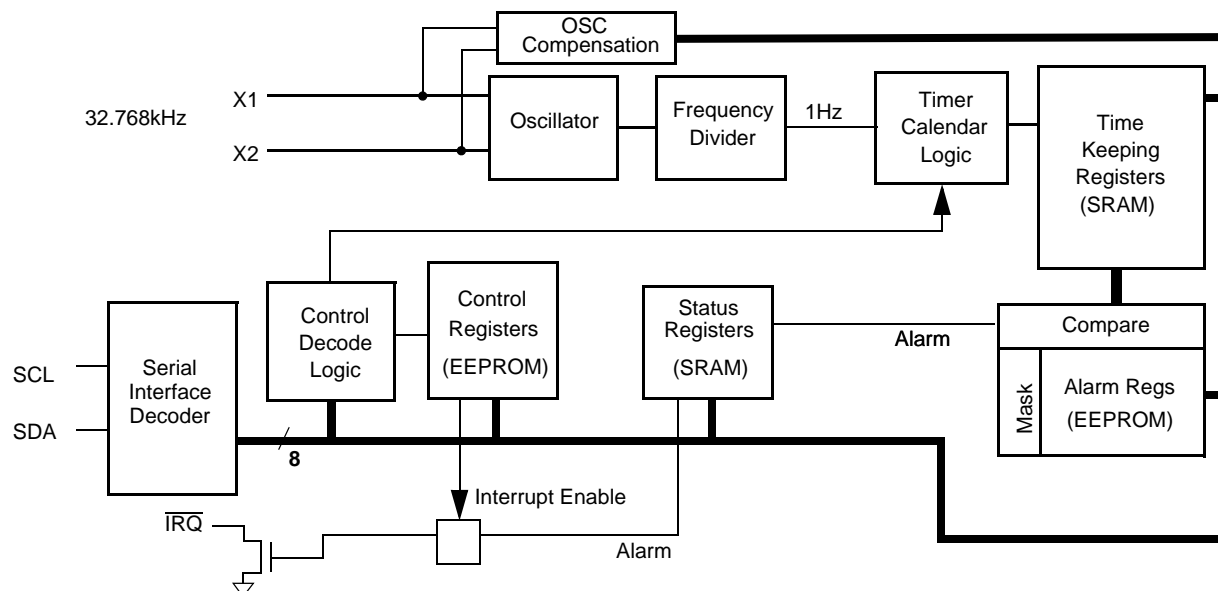 OSC
Compensation
X1
32.768kHz
X2
Oscillator
Frequency
Divider
1Hz
Timer
Calendar
Logic
Time
Keeping
Registers
(SRAM)
Control
Decode
Logic
Control
Registers
(EEPROM)
Status
Registers
(SRAM)
Alarm
Compare
Mask
Alarm Regs
(EEPROM)
SCL
SDA
Serial
Interface
Decoder
8
Interrupt Enable
IRQ
Alarm